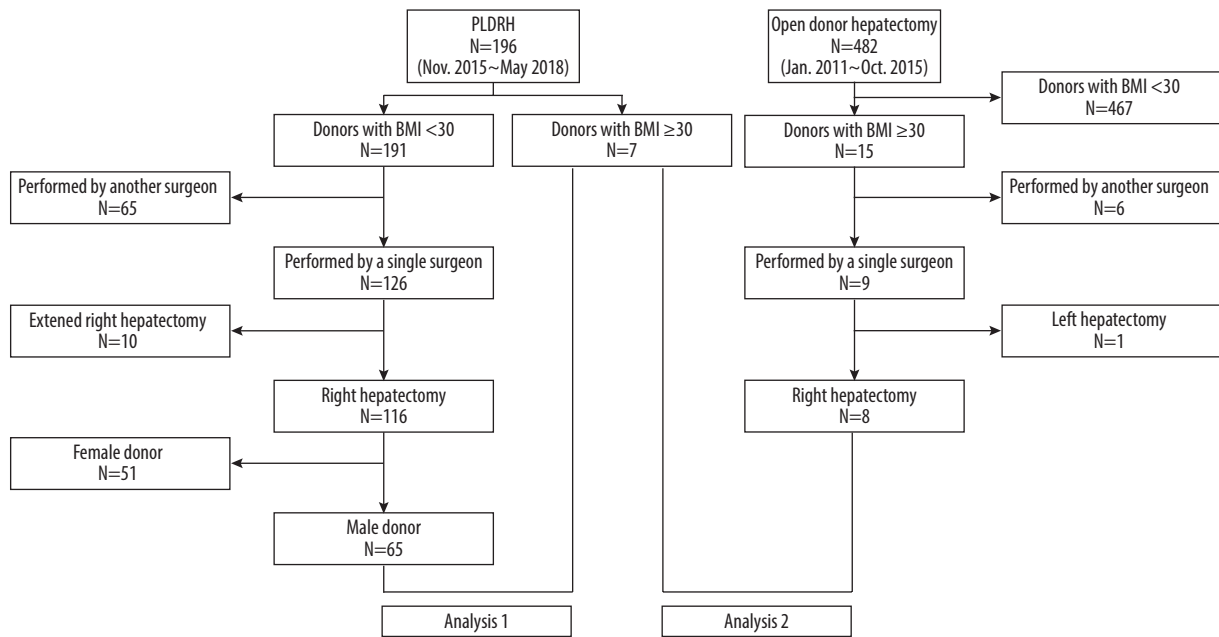 PLDRH
N=196
(Nov. 2015~May 2018)
Open donor hepatectomy
N=482
(Jan. 2011~Oct. 2015)
Donors with BMI <30
N=467
Donors with BMI <30
N=191
Donors with BMI ≥30
N=7
Donors with BMI ≥30
N=15
Performed by another surgeon
N=65
Performed by another surgeon
N=6
Performed by a single surgeon
N=126
Performed by a single surgeon
N=9
Extened right hepatectomy
N=10
Left hepatectomy
N=1
Right hepatectomy
N=116
Right hepatectomy
N=8
Female donor
N=51
Male donor
N=65
Analysis 1
Analysis 2